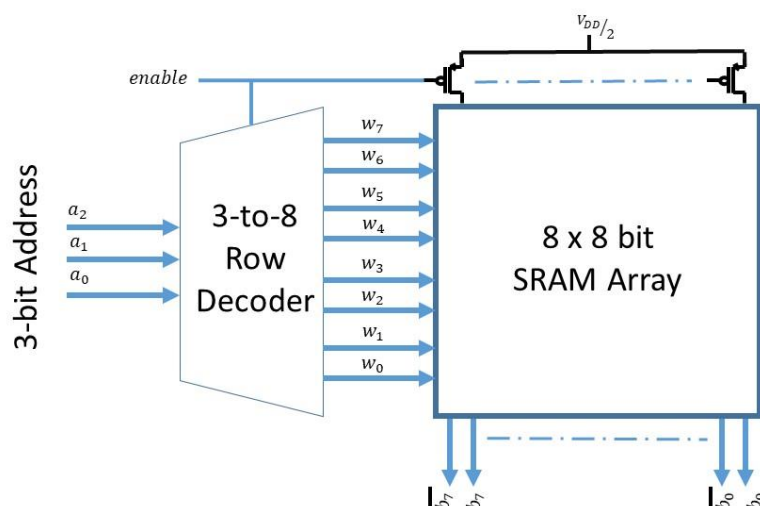 V_DD/2
enable
w₇
w₆
w₅
w₄
w₃
w₂
w₁
w₀
a₂
a₁
a₀
3-bit Address
3-to-8
Row
Decoder
8 x 8 bit
SRAM Array